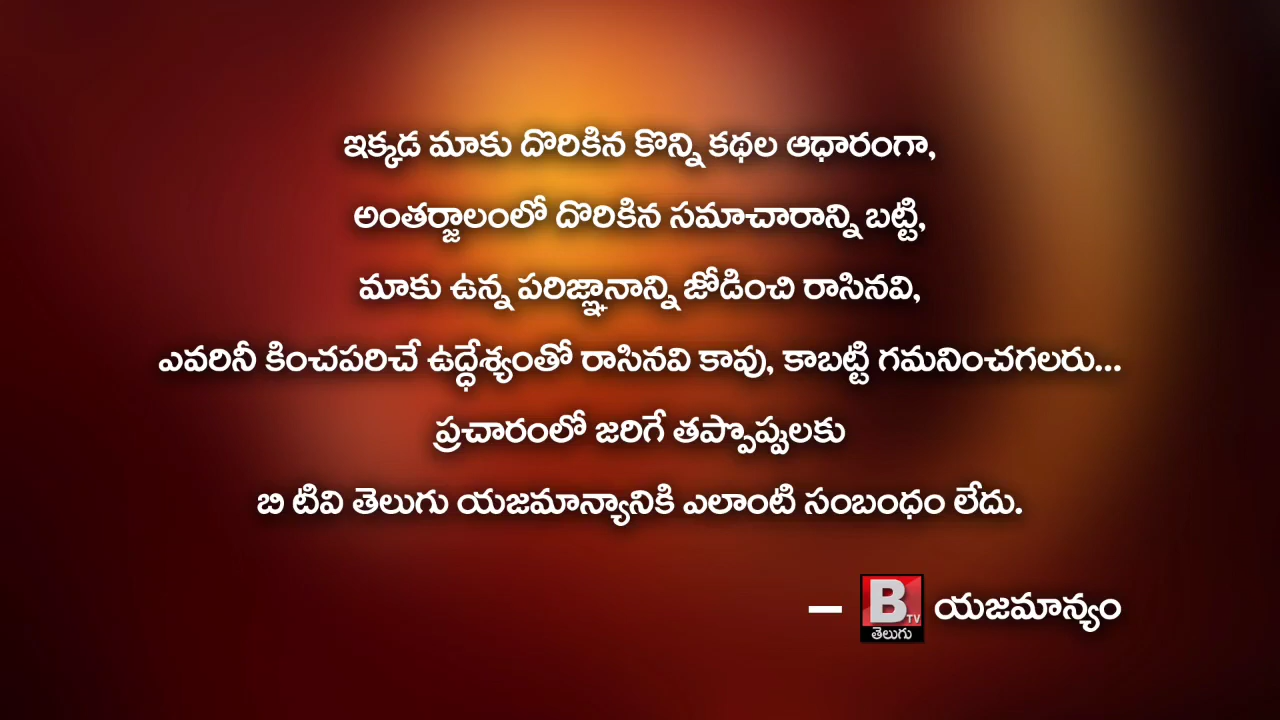 ఇక్కడ మాకు దొరికిన కొన్ని కథల ఆధారంగా,
అంతర్జాలంలో దొరికిన సమాచారాన్ని బట్టి,
మాకు ఉన్న పరిజ్ఞానాన్ని జోడించి రాసినవి,
ఎవరినీ కించపరిచే ఉద్ధేశ్యంతో రాసినవి కావు, కాబట్టి గమనించగలరు...
ప్రచారంలో జరిగే తప్పొప్పులకు
బి టివి తెలుగు యజమాన్యానికి ఎలాంటి సంబంధం లేదు.
– B TV తెలుగు యజమాన్యం